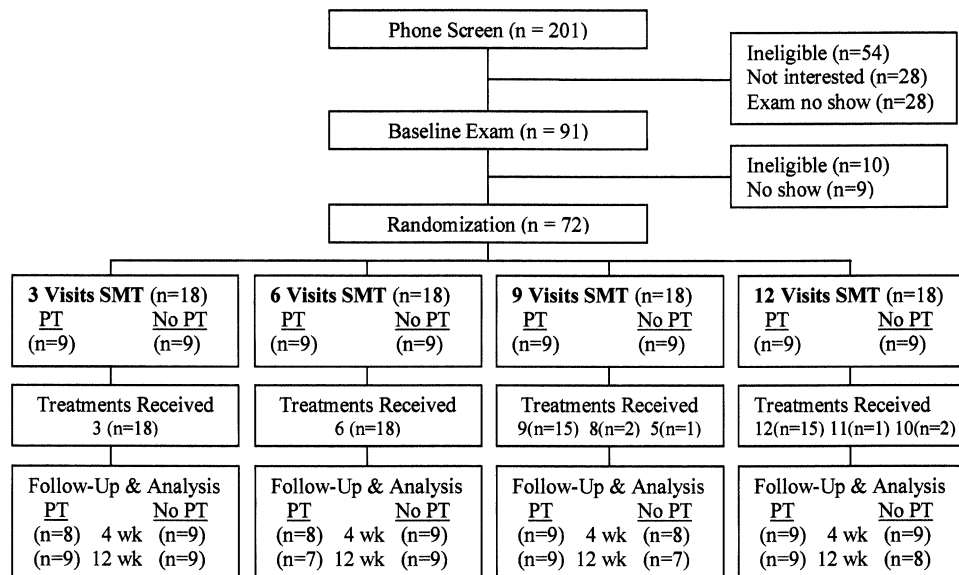 Phone Screen (n = 201)
Ineligible (n=54)
Not interested (n=28)
Exam no show (n=28)
Baseline Exam (n = 91)
Ineligible (n=10)
No show (n=9)
Randomization (n = 72)
3 Visits SMT (n=18)
PT No PT
(n=9) (n=9)
6 Visits SMT (n=18)
PT No PT
(n=9) (n=9)
9 Visits SMT (n=18)
PT No PT
(n=9) (n=9)
12 Visits SMT (n=18)
PT No PT
(n=9) (n=9)
Treatments Received
3 (n=18)
Treatments Received
6 (n=18)
Treatments Received
9(n=15) 8(n=2) 5(n=1)
Treatments Received
12(n=15) 11(n=1) 10(n=2)
Follow-Up & Analysis
PT No PT
(n=8) 4 wk (n=9)
(n=9) 12 wk (n=9)
Follow-Up & Analysis
PT No PT
(n=8) 4 wk (n=9)
(n=7) 12 wk (n=9)
Follow-Up & Analysis
PT No PT
(n=9) 4 wk (n=8)
(n=9) 12 wk (n=7)
Follow-Up & Analysis
PT No PT
(n=9) 4 wk (n=9)
(n=9) 12 wk (n=8)